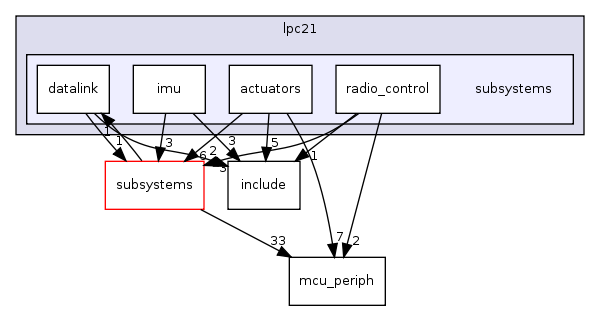 lpc21
datalink
imu
actuators
radio_control
subsystems
1
1
3
3
5
6
2
3
1
subsystems
include
7
2
33
mcu_periph